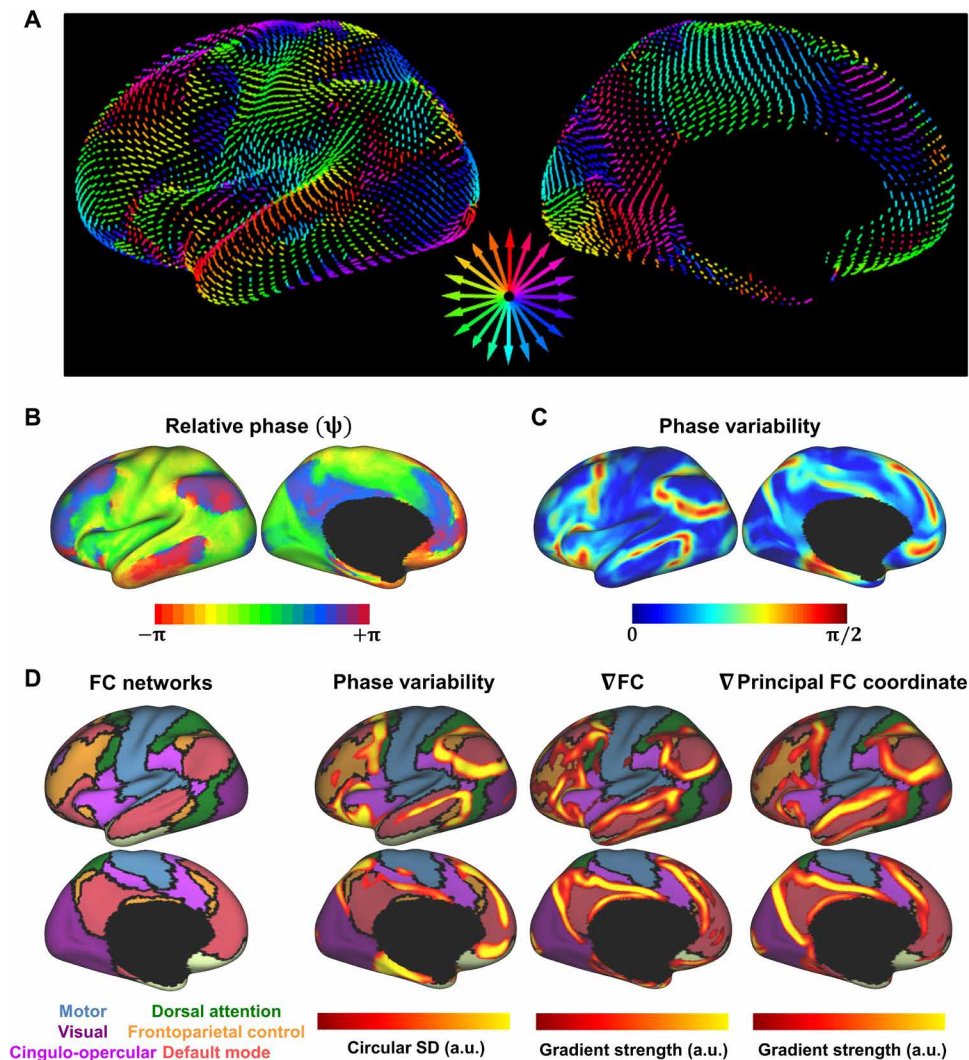 A
B
Relative phase (ψ)
−π
+π
C
Phase variability
0
π/2
D
FC networks
Phase variability
∇FC
∇Principal FC coordinate
Motor
Dorsal attention
Visual
Frontoparietal control
Cingulo-opercular
Default mode
Circular SD (a.u.)
Gradient strength (a.u.)
Gradient strength (a.u.)